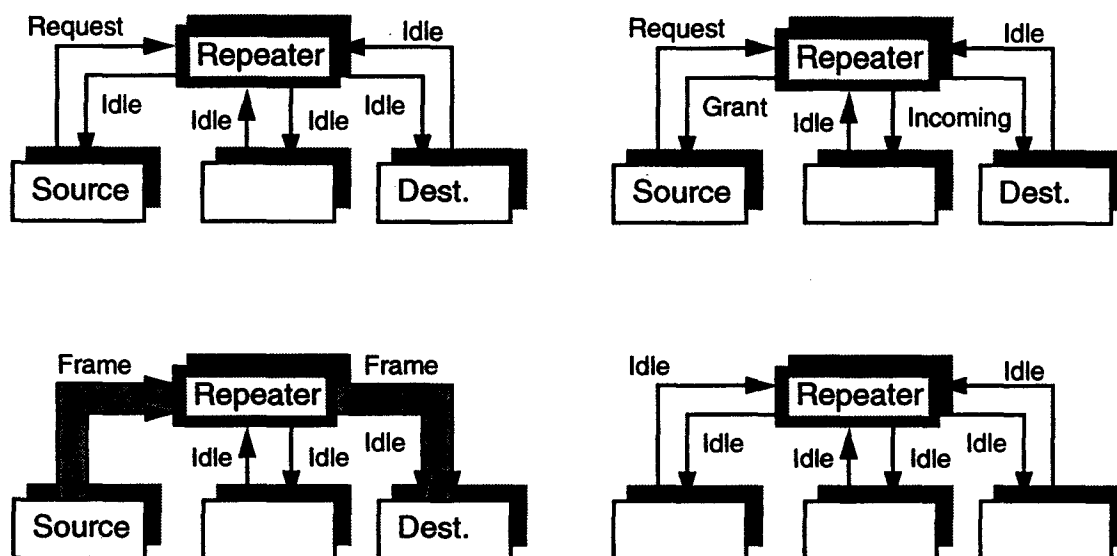 Request
Idle
Repeater
Idle
Idle
Idle
Idle
Source
Dest.
Request
Idle
Repeater
Grant
Idle
Incoming
Source
Dest.
Frame
Frame
Repeater
Idle
Idle
Idle
Source
Dest.
Idle
Idle
Repeater
Idle
Idle
Idle
Idle